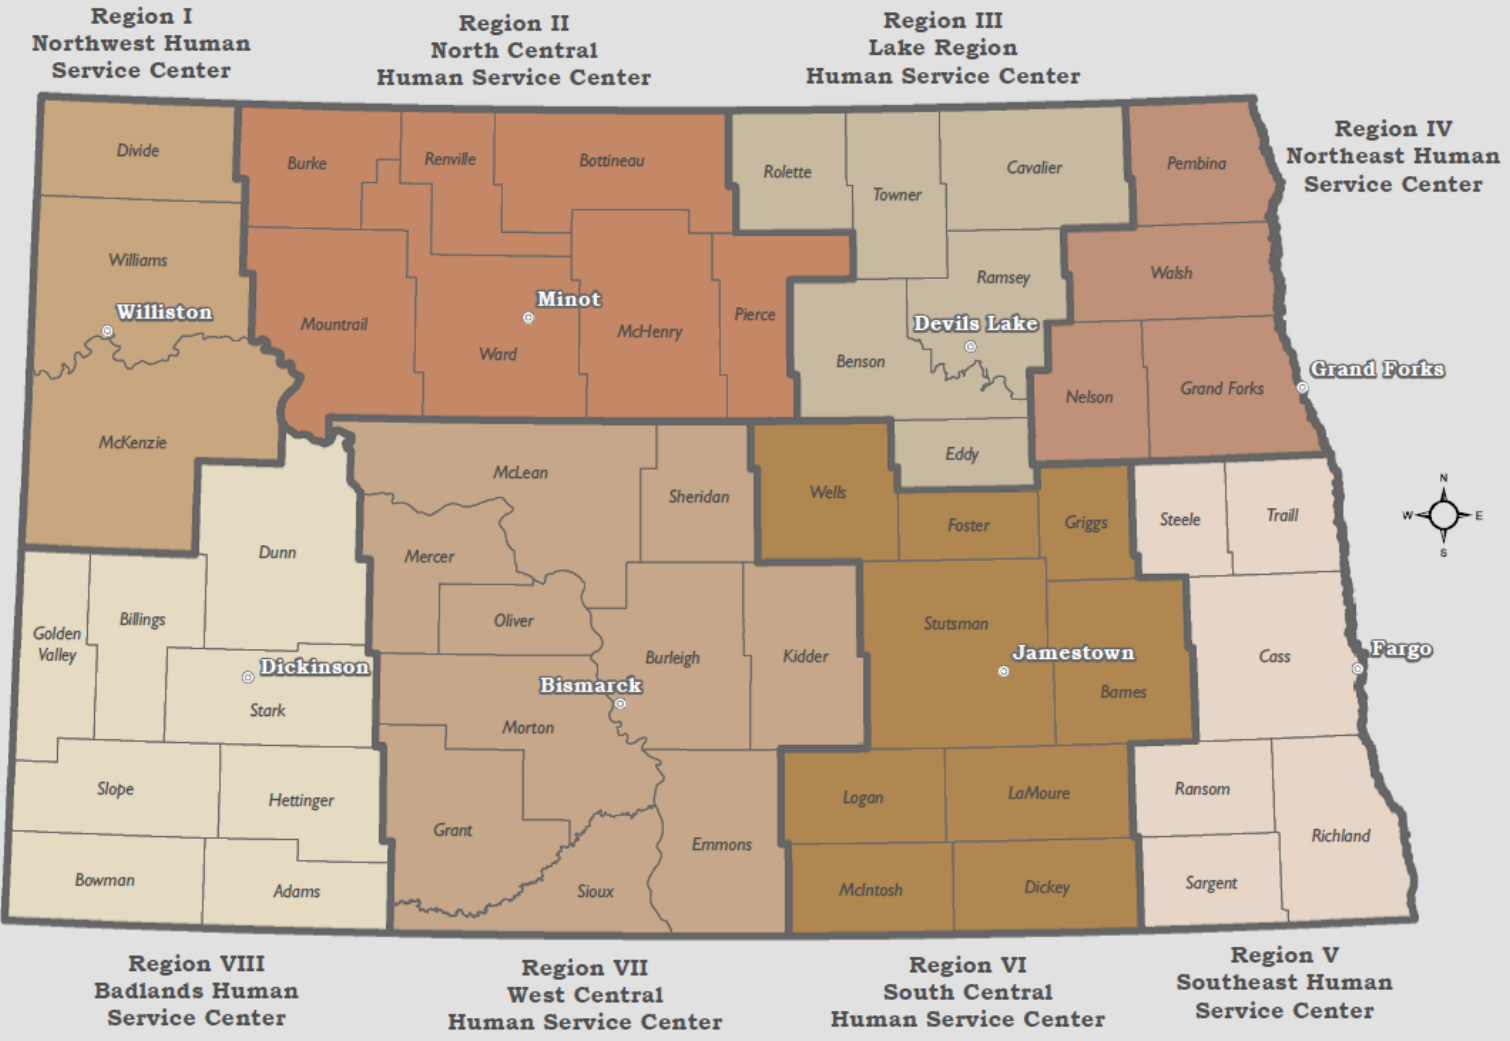 Region I
Northwest Human
Service Center
Region II
North Central
Human Service Center
Region III
Lake Region
Human Service Center
Region IV
Northeast Human
Service Center
Divide
Burke
Renville
Bottineau
Rolette
Towner
Cavalier
Pembina
Williams
Williston
Mountrail
Minot
Ward
McHenry
Pierce
Ramsey
Devils Lake
Benson
Walsh
Nelson
Grand Forks
Grand Forks
McKenzie
McLean
Sheridan
Wells
Eddy
Foster
Griggs
Steele
Traill
N
W
E
S
Dunn
Mercer
Oliver
Golden
Valley
Billings
Dickinson
Stark
Bismarck
Burleigh
Kidder
Morton
Stutsman
Jamestown
Barnes
Cass
Fargo
Slope
Hettinger
Grant
Emmons
Logan
LaMoure
Ransom
Richland
Bowman
Adams
Sioux
McIntosh
Dickey
Sargent
Region VIII
Badlands Human
Service Center
Region VII
West Central
Human Service Center
Region VI
South Central
Human Service Center
Region V
Southeast Human
Service Center